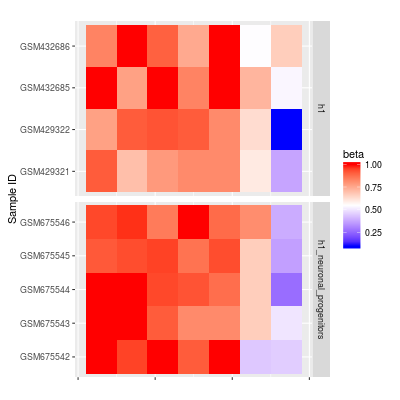 Sample ID
GSM432686
GSM432685
GSM429322
GSM429321
h1
GSM675546
GSM675545
GSM675544
GSM675543
GSM675542
h1_neuronal_progenitors
beta
1.00
0.75
0.50
0.25